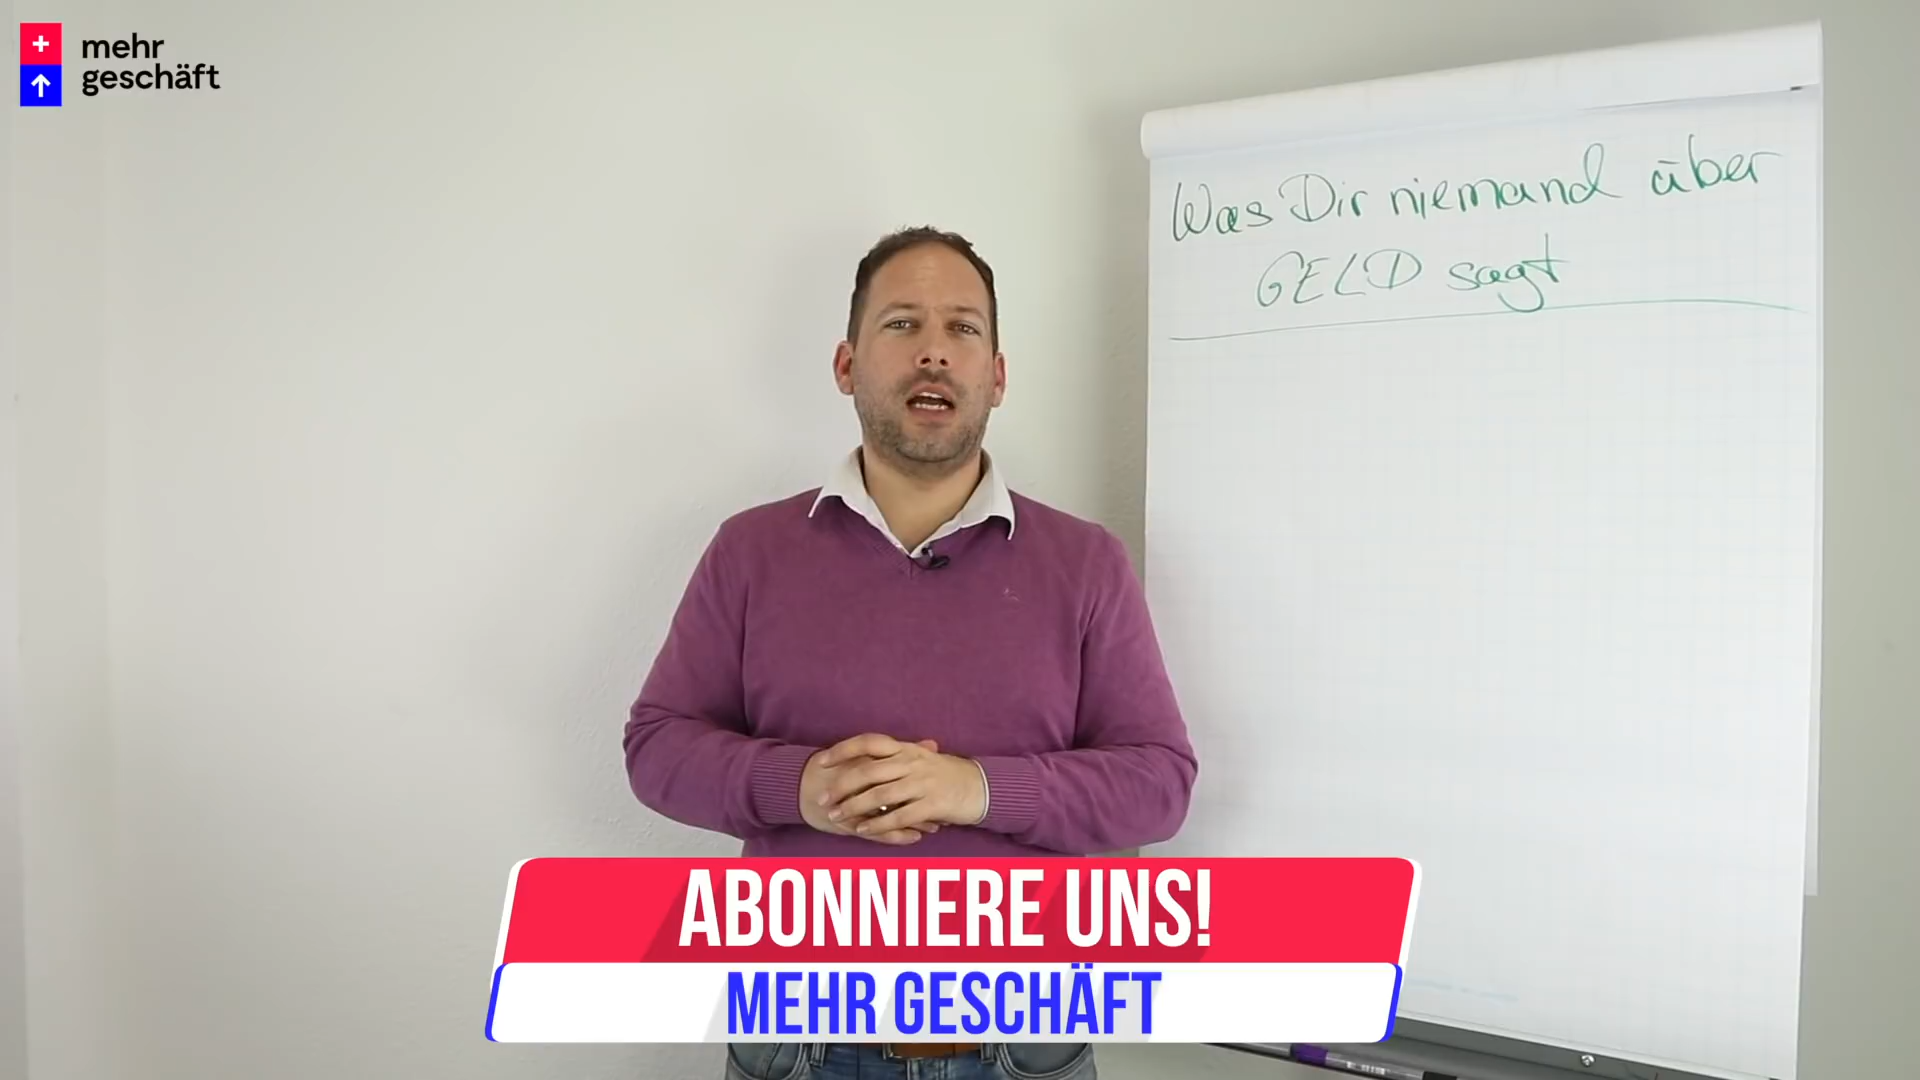 mehr
geschäft
Was Dir niemand über
GELD sagt
ABONNIERE UNS!
MEHR GESCHÄFT